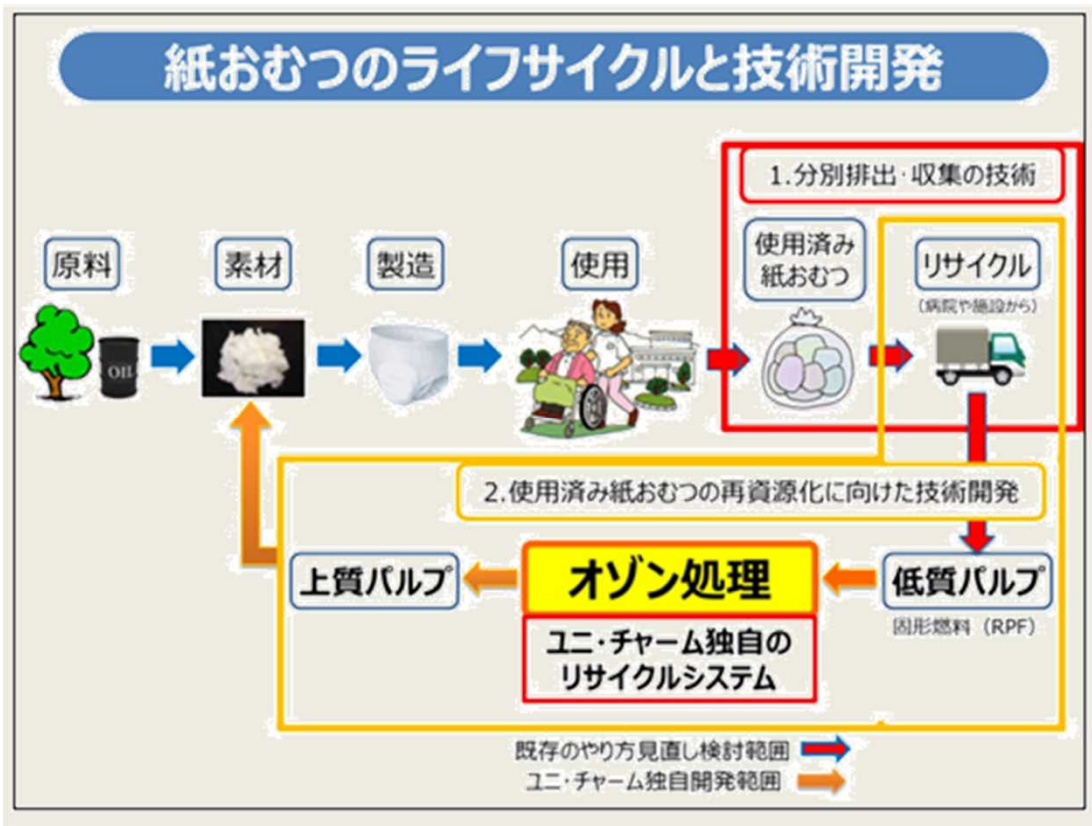 紙おむつのライフサイクルと技術開発
1.分別排出・収集の技術
原料
素材
製造
使用
使用済み
紙おむつ
リサイクル
（病院や施設から）
OIL
2.使用済み紙おむつの再資源化に向けた技術開発
上質パルプ
オゾン処理
低質パルプ
固形燃料（RPF）
ユニ・チャーム独自の
リサイクルシステム
既存のやり方見直し検討範囲
ユニ・チャーム独自開発範囲